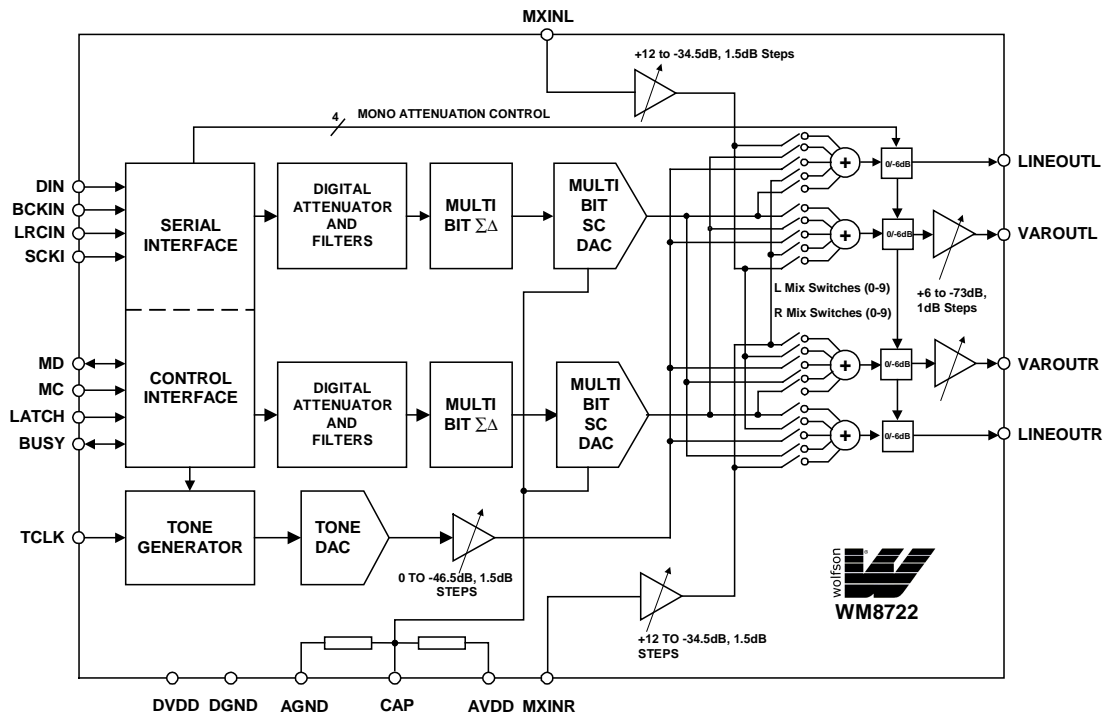 MXINL
+12 to -34.5dB, 1.5dB Steps
4
MONO ATTENUATION CONTROL
DIN
BCKIN
LRCIN
SCKI
SERIAL
INTERFACE
DIGITAL
ATTENUATOR
AND
FILTERS
MULTI
BIT ΣΔ
MULTI
BIT
SC
DAC
+
0/-6dB
LINEOUTL
+
0/-6dB
VAROUTL
+6 to -73dB,
1dB Steps
L Mix Switches (0-9)
R Mix Switches (0-9)
MD
MC
LATCH
BUSY
CONTROL
INTERFACE
DIGITAL
ATTENUATOR
AND
FILTERS
MULTI
BIT ΣΔ
MULTI
BIT
SC
DAC
+
0/-6dB
VAROUTR
+
0/-6dB
LINEOUTR
TCLK
TONE
GENERATOR
TONE
DAC
0 TO -46.5dB, 1.5dB
STEPS
+12 TO -34.5dB, 1.5dB
STEPS
wolfson
®
WM8722
DVDD
DGND
AGND
CAP
AVDD
MXINR